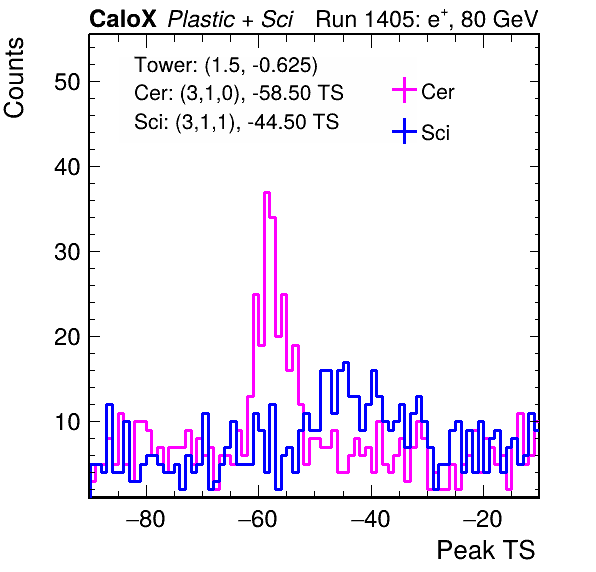 CaloX Plastic + Sci Run 1405: e⁺, 80 GeV
Counts
Tower: (1.5, -0.625)
Cer: (3,1,0), -58.50 TS
Sci: (3,1,1), -44.50 TS
Cer
Sci
50
40
30
20
10
−80 −60 −40 −20
Peak TS